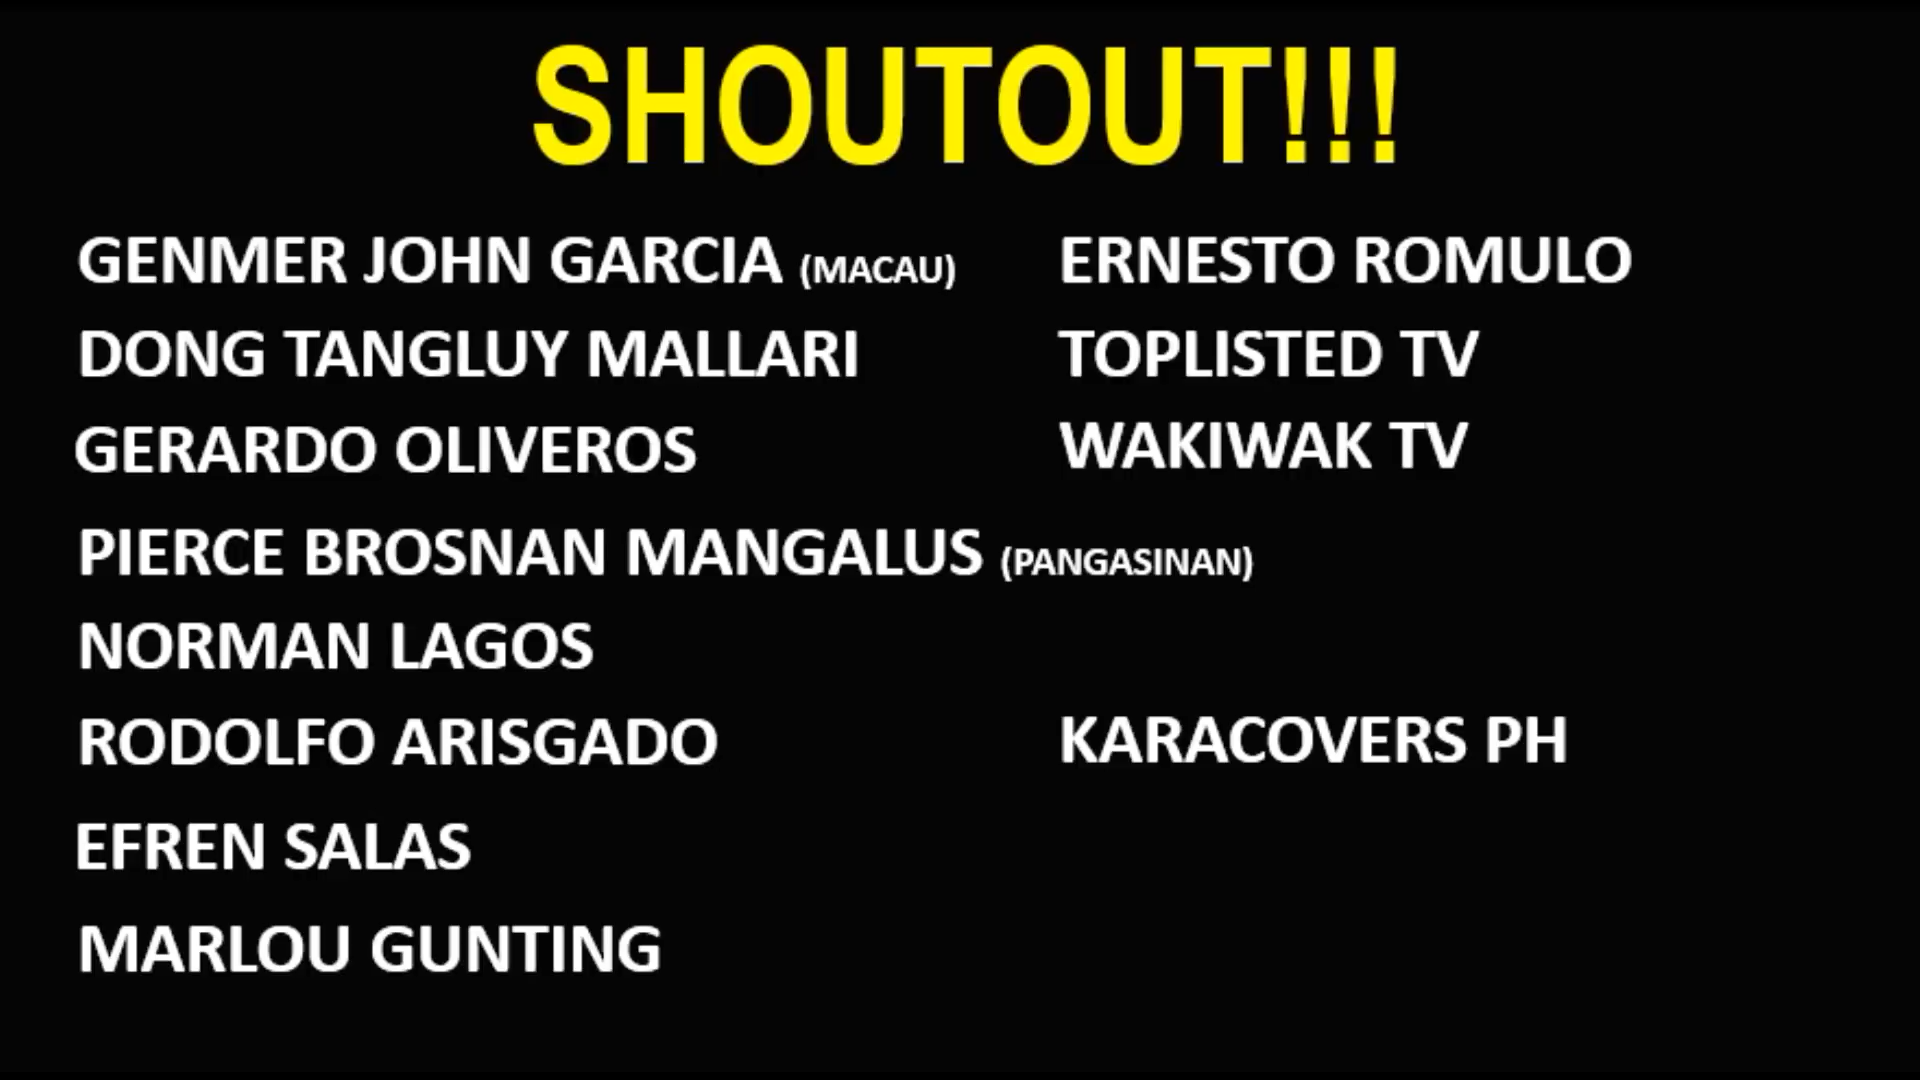 SHOUTOUT!!!
GENMER JOHN GARCIA (MACAU)
DONG TANGLUY MALLARI
GERARDO OLIVEROS
PIERCE BROSNAN MANGALUS (PANGASINAN)
NORMAN LAGOS
RODOLFO ARISGADO
EFREN SALAS
MARLOU GUNTING
ERNESTO ROMULO
TOPLISTED TV
WAKIWAK TV
KARACOVERS PH